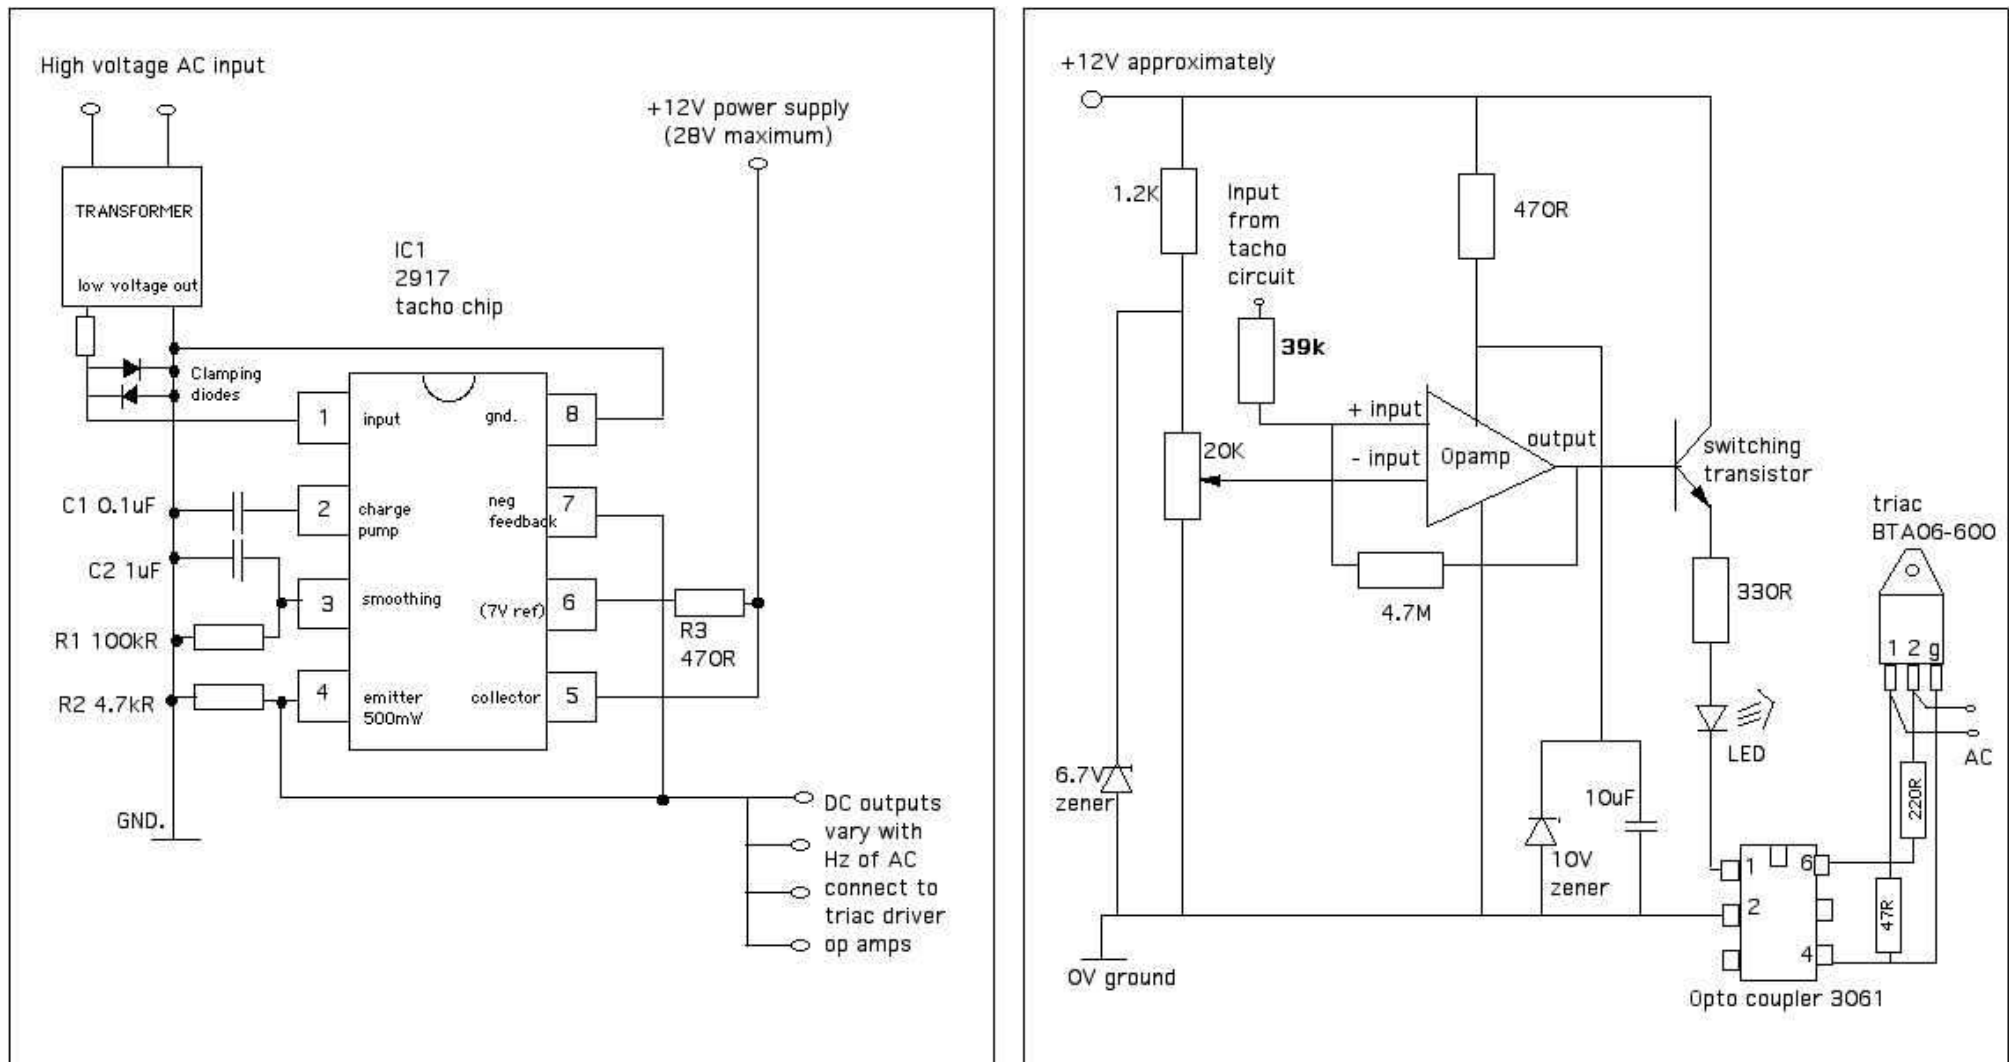 High voltage AC input
+12V power supply
(28V maximum)
TRANSFORMER
low voltage out
IC1
2917
tacho chip
Clamping
diodes
1
input
gnd.
8
C1 0.1uF
2
charge
pump
neg
feedback
7
C2 1uF
3
smoothing
(7V ref)
6
R3
470R
R1 100kR
R2 4.7kR
4
emitter
500mW
collector
5
GND.
DC outputs
vary with
Hz of AC
connect to
triac driver
op amps
+12V approximately
1.2K
Input
from
tacho
circuit
470R
39k
+ input
- input
Opamp
output
20K
switching
transistor
4.7M
330R
triac
BTA06-600
1 2 g
LED
AC
220R
47R
6.7V
zener
10V
zener
10uF
1
6
2
4
0V ground
Opto coupler 3061